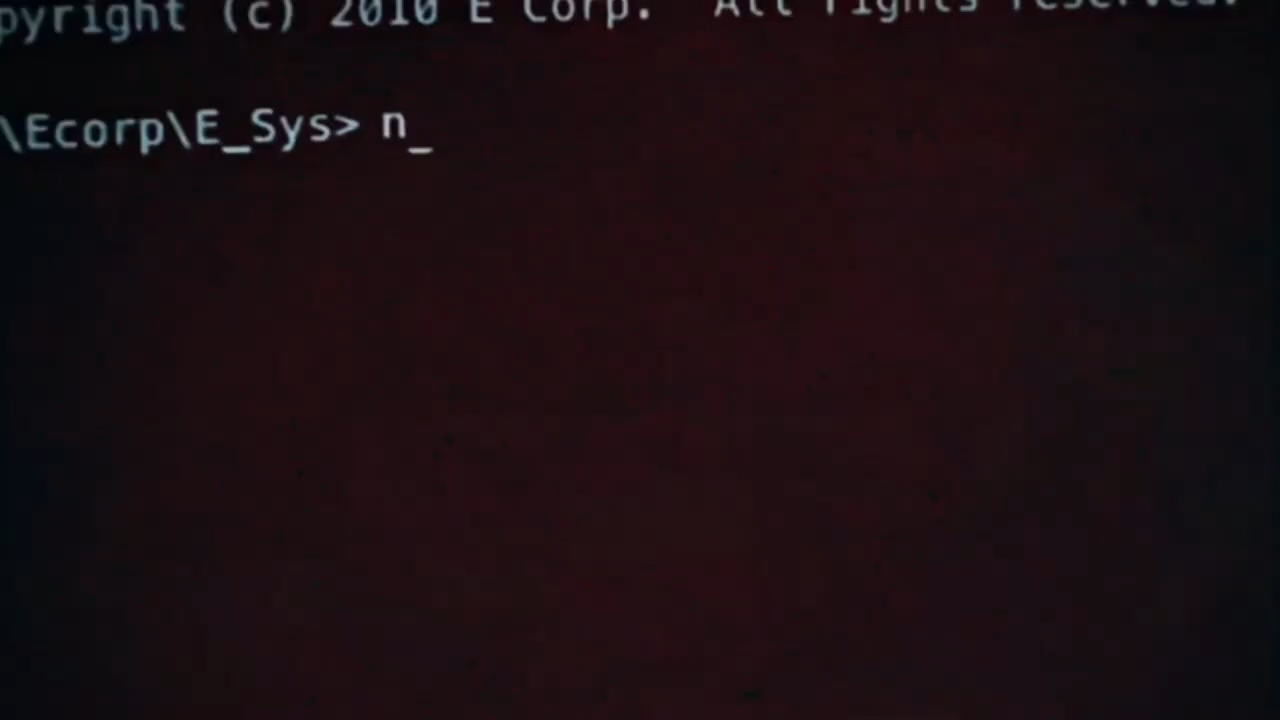 pyright (c) 2010 E Corp. All rights reserved.
\Ecorp\E_Sys> n_